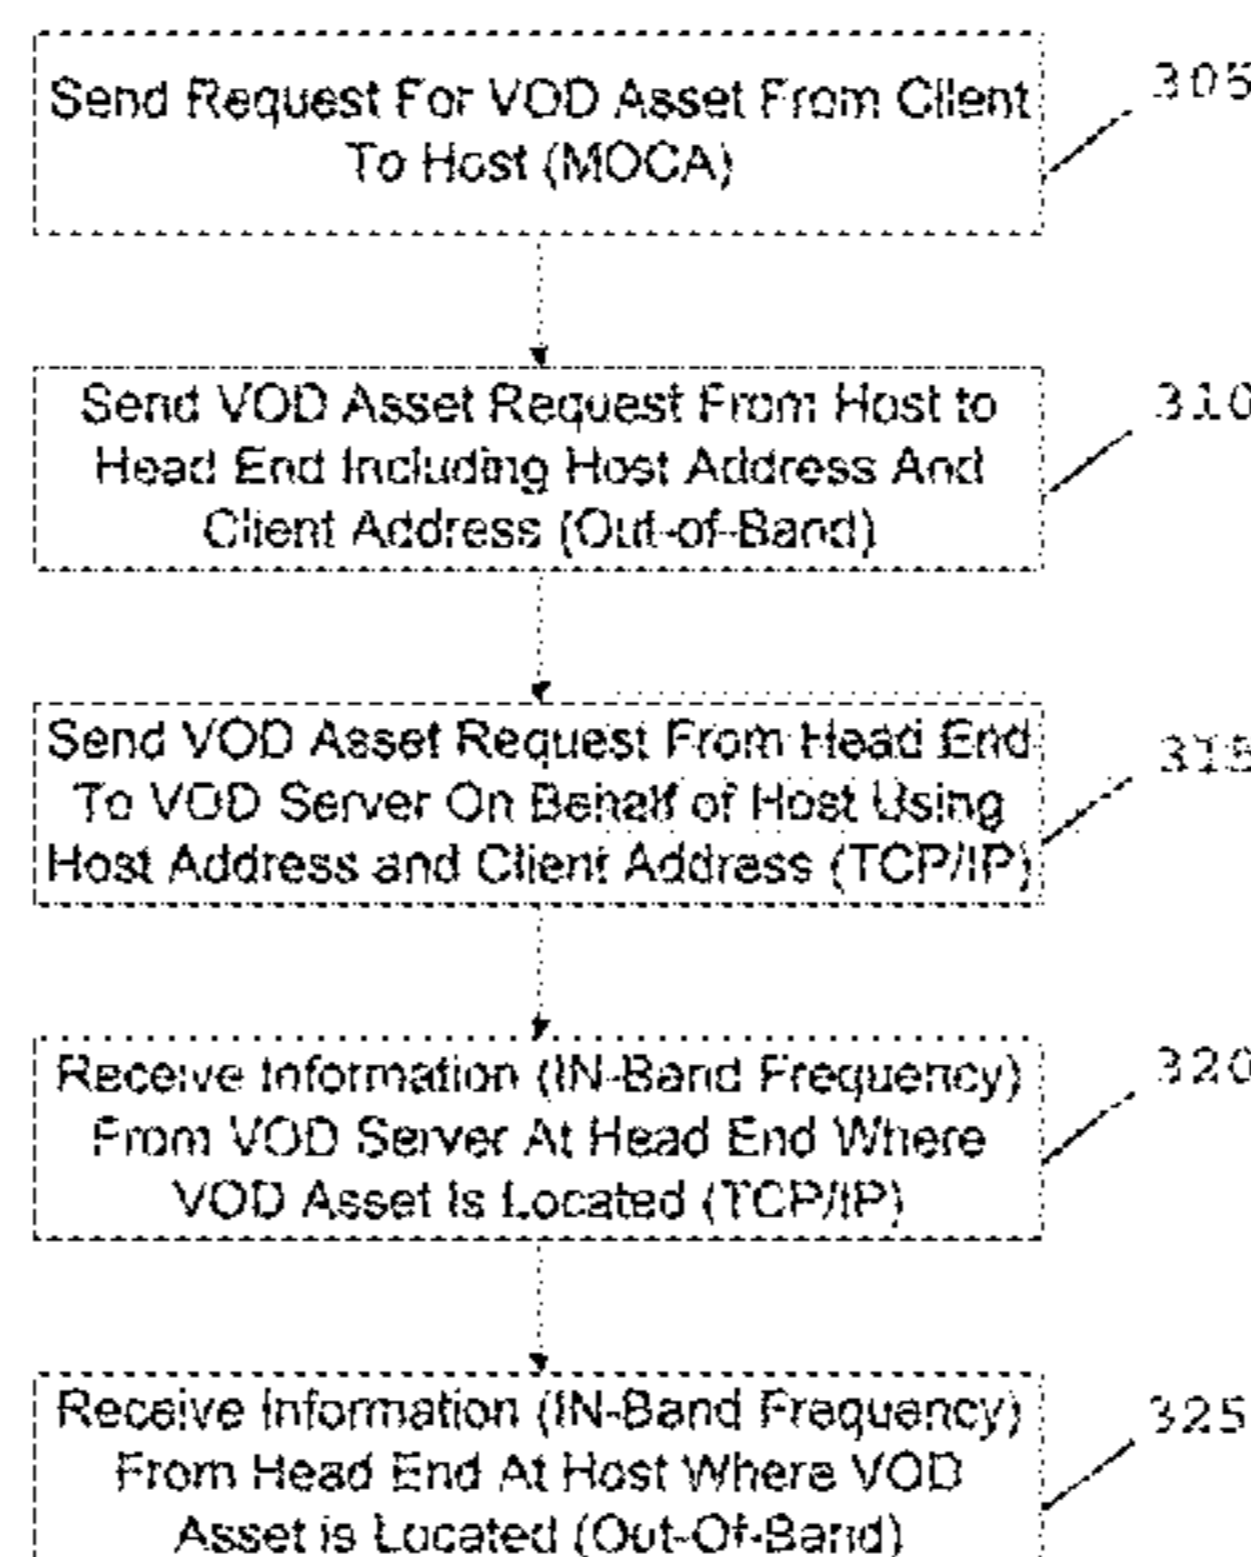 Send Request For VOD Asset From Client
To Host (MOCA)
305
Send VOD Asset Request From Host to
Head End Including Host Address And
Client Address (Out-of-Band)
310
Send VOD Asset Request From Head End
To VOD Server On Behalf of Host Using
Host Address and Client Address (TCP/IP)
315
Receive Information (IN-Band Frequency)
From VOD Server At Head End Where
VOD Asset Is Located (TCP/IP)
320
Receive Information (IN-Band Frequency)
From Head End At Host Where VOD
Asset is Located (Out-Of-Band)
325